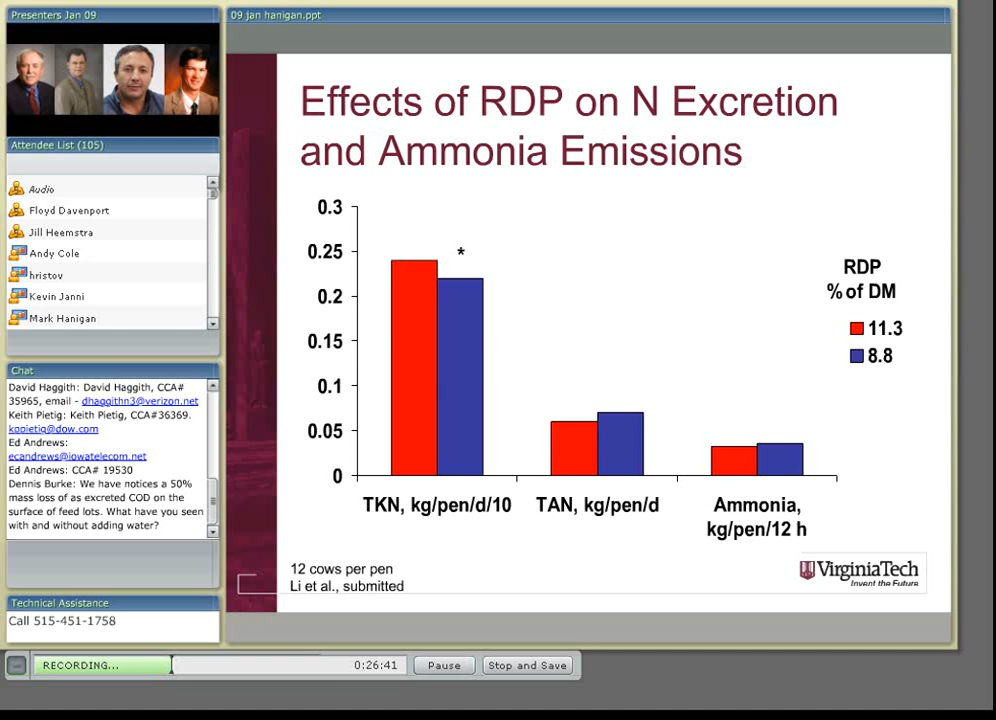 Presenters Jan 09
09 jan hanigan.ppt
Attendee List (105)
Audio
Floyd Davenport
Jill Heemstra
Andy Cole
hristov
Kevin Janni
Mark Hanigan
Chat
David Haggith: David Haggith, CCA#
35965, email - dhaggithn3@verizon.net
Keith Pietig: Keith Pietig, CCA#36369.
kppietig@dow.com
Ed Andrews:
ecandrews@iowatelecom.net
Ed Andrews: CCA# 19530
Dennis Burke: We have notices a 50%
mass loss of as excreted COD on the
surface of feed lots. What have you seen
with and without adding water?
Technical Assistance
Call 515-451-1758
Effects of RDP on N Excretion
and Ammonia Emissions
0.3
0.25
0.2
0.15
0.1
0.05
0
*
TKN, kg/pen/d/10
TAN, kg/pen/d
Ammonia,
kg/pen/12 h
RDP
% of DM
11.3
8.8
12 cows per pen
Li et al., submitted
VirginiaTech
Invent the Future
RECORDING...
0:26:41
Pause
Stop and Save